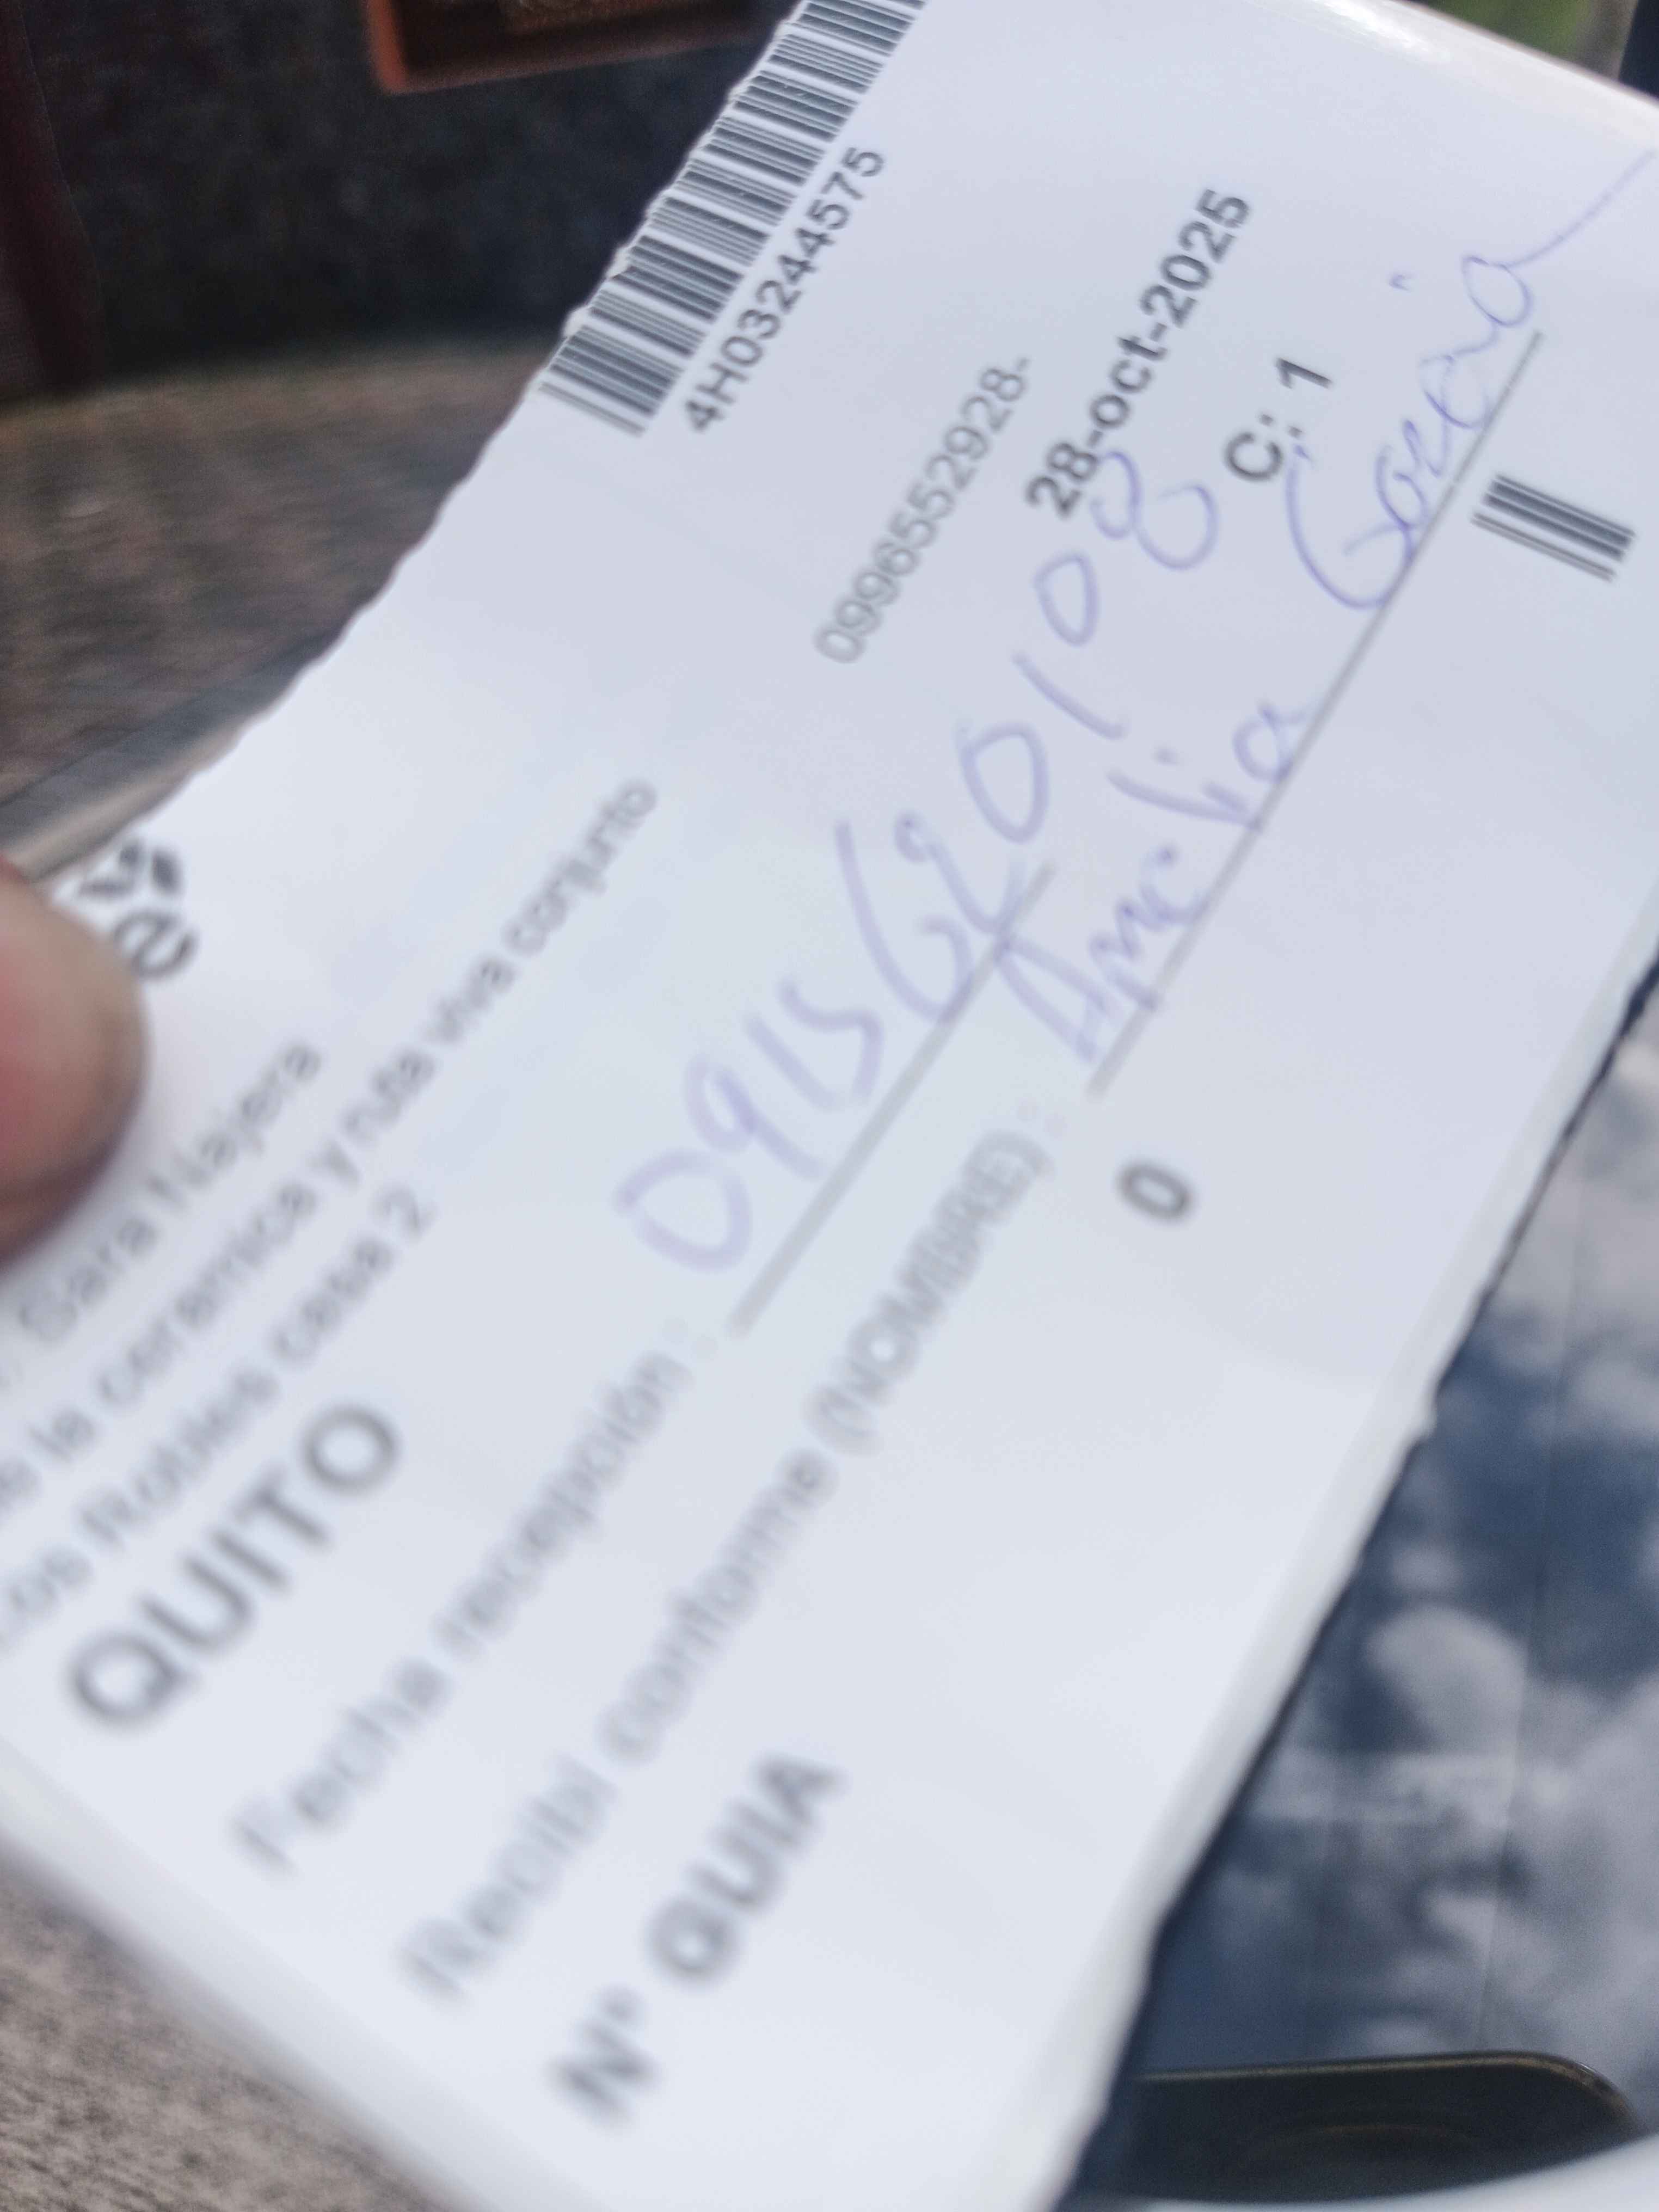 4H03244575
Sara Najera
la ceramica y ruta viva conjunto
Los Robles casa 2
0996552928-
QUITO
28-oct-2025
Fecha recepción : 0915620108
C: 1
Recibí conforme (NOMBRE) : Amelia Garcia
N° GUIA
0